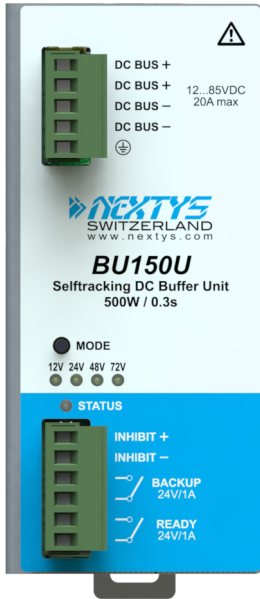 DC BUS +
DC BUS +
DC BUS −
DC BUS −
12...85VDC
20A max
NEXTYS
SWITZERLAND
www.nextys.com
BU150U
Selftracking DC Buffer Unit
500W / 0.3s
MODE
12V 24V 48V 72V
STATUS
INHIBIT +
INHIBIT −
BACKUP
24V/1A
READY
24V/1A